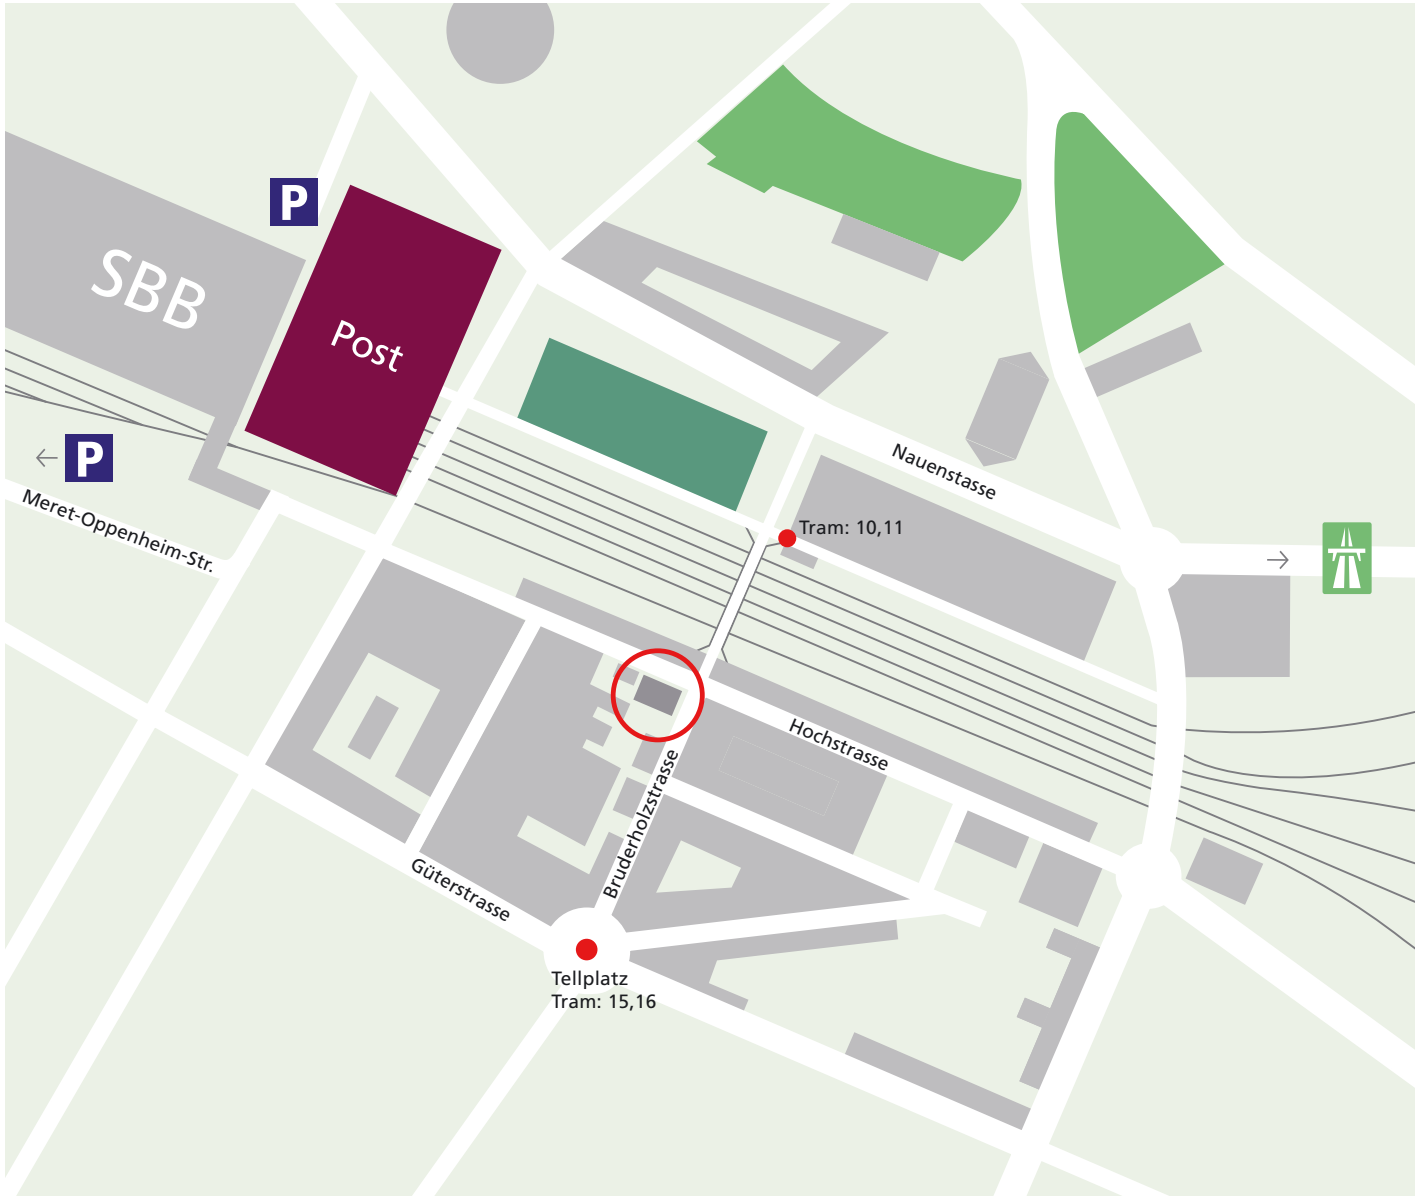 P
SBB
Post
P
Nauenstasse
Meret-Oppenheim-Str.
Tram: 10,11
Hochstrasse
Bruderholzstrasse
Güterstrasse
Tellplatz
Tram: 15,16